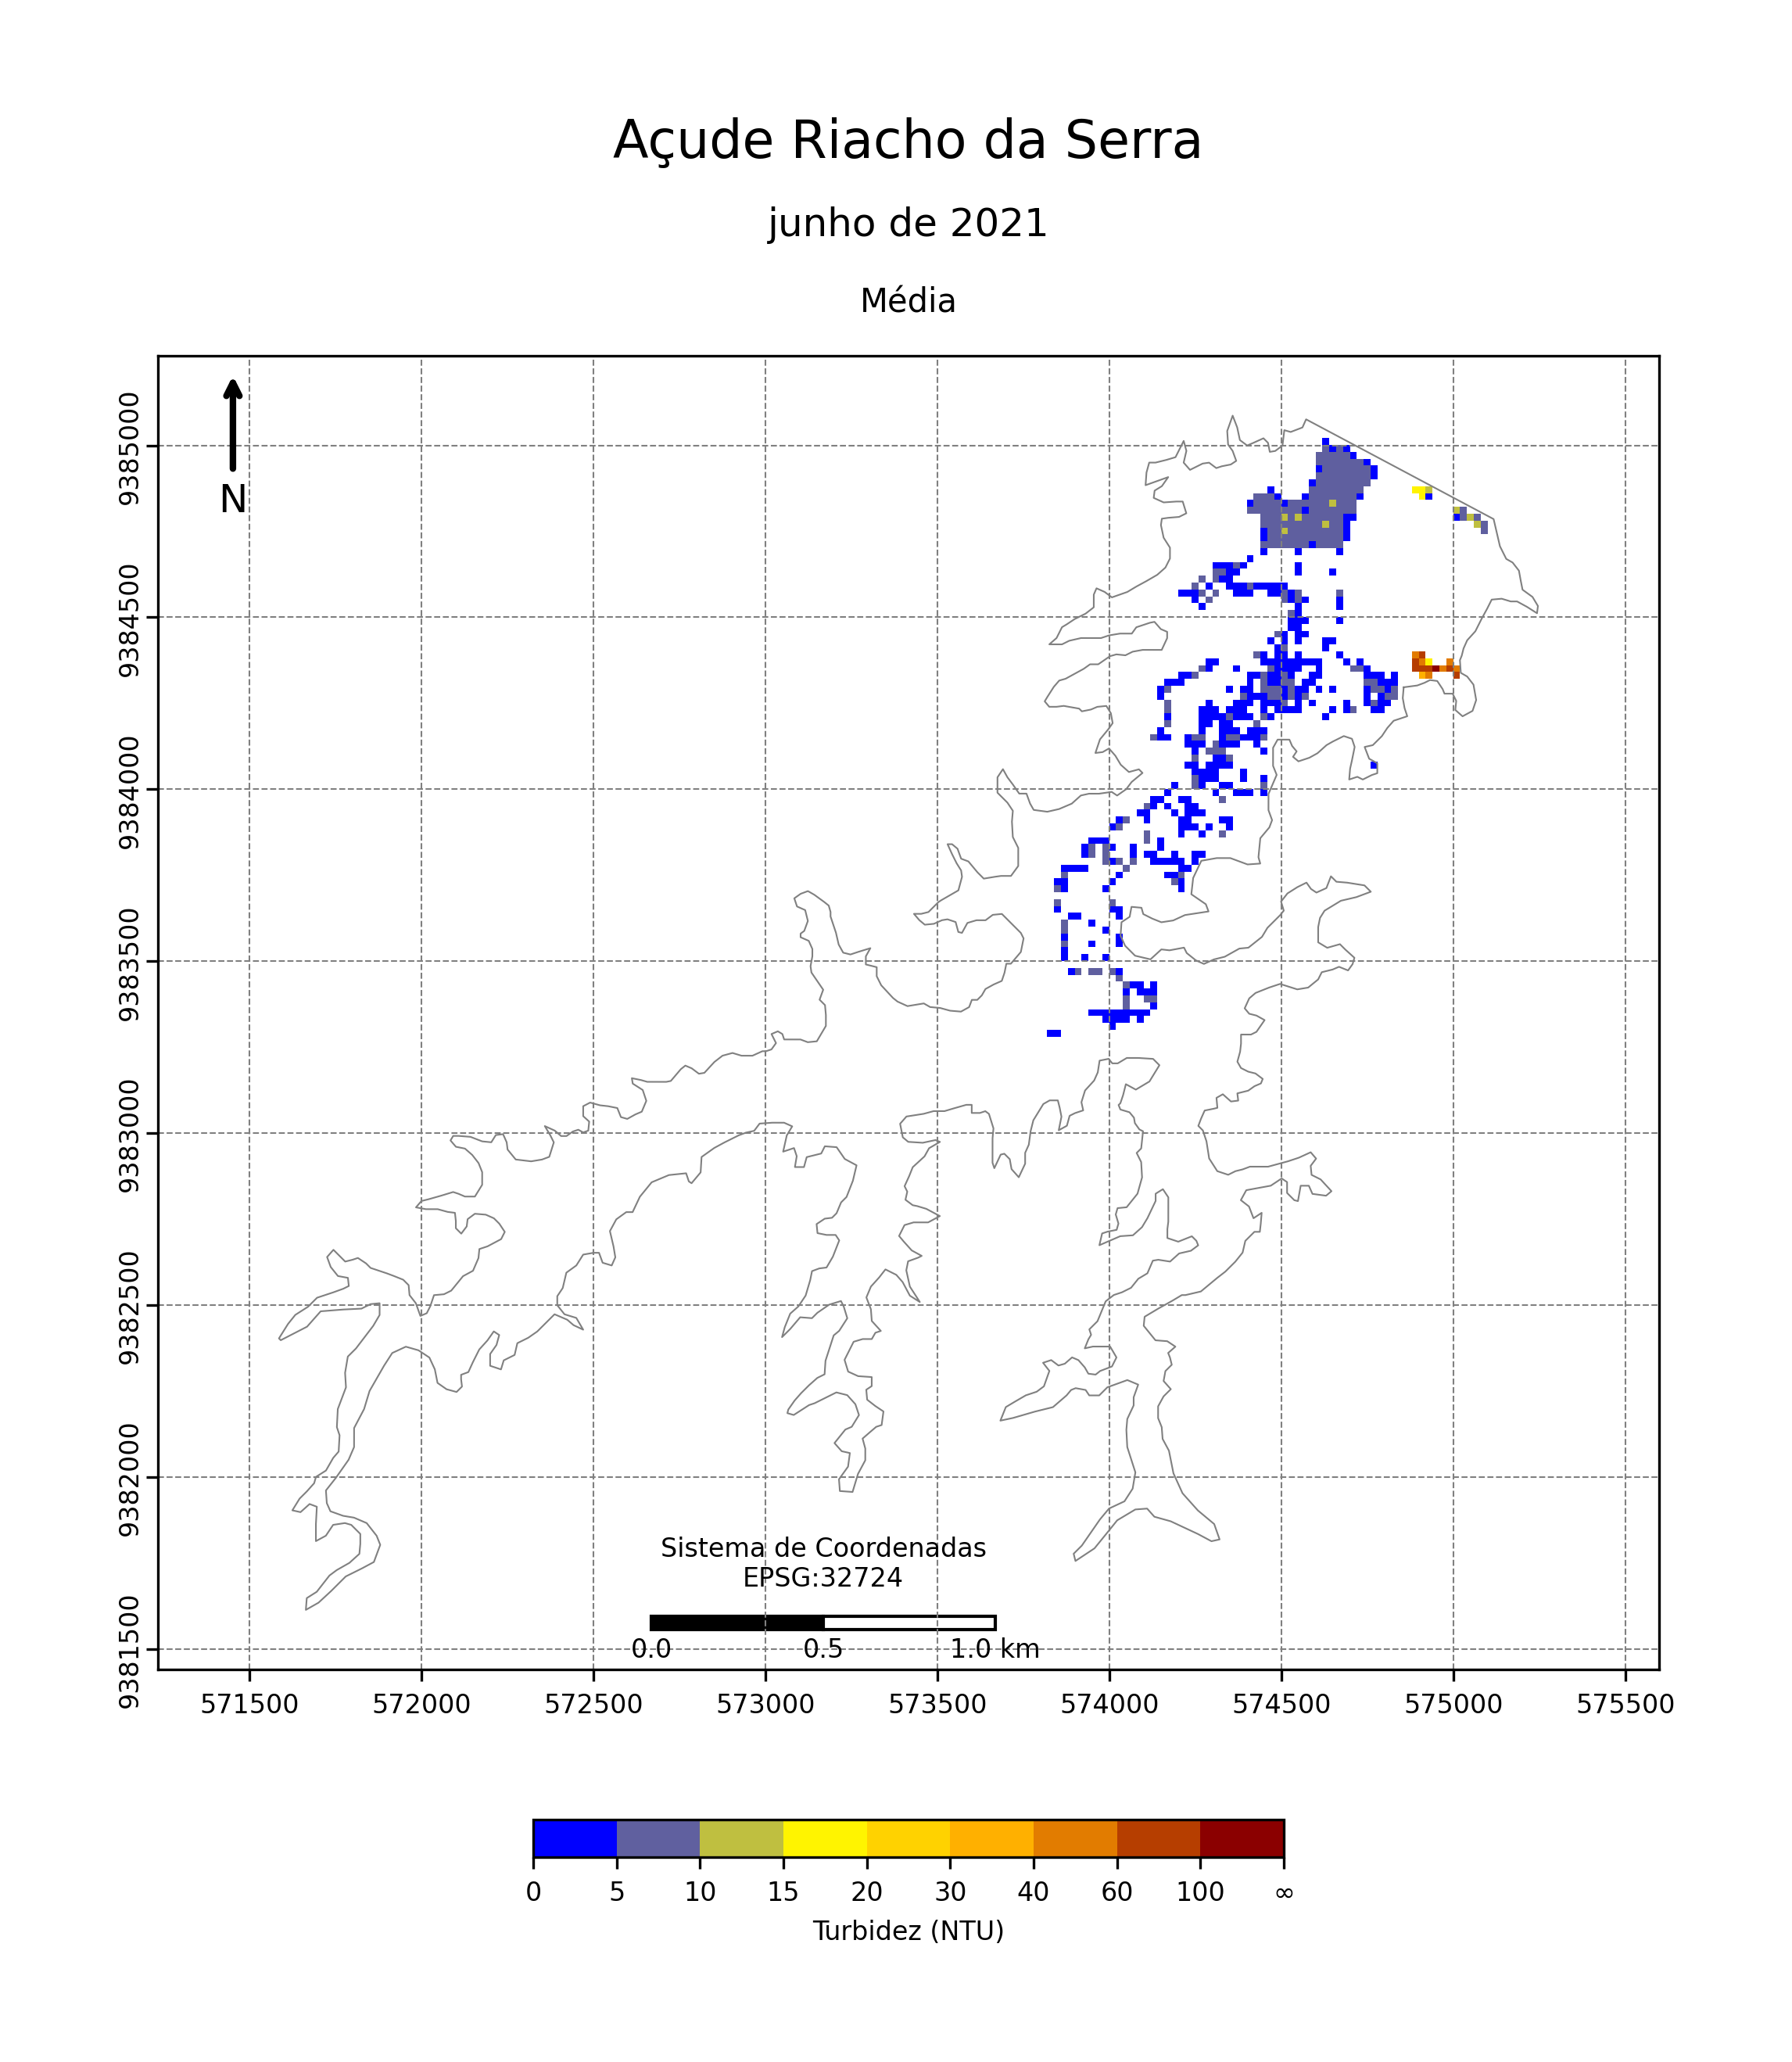 Açude Riacho da Serra
junho de 2021
Média
N
9385000
9384500
9384000
9383500
9383000
9382500
9382000
9381500
Sistema de Coordenadas
EPSG:32724
0.0 0.5 1.0 km
571500 572000 572500 573000 573500 574000 574500 575000 575500
0 5 10 15 20 30 40 60 100 ∞
Turbidez (NTU)